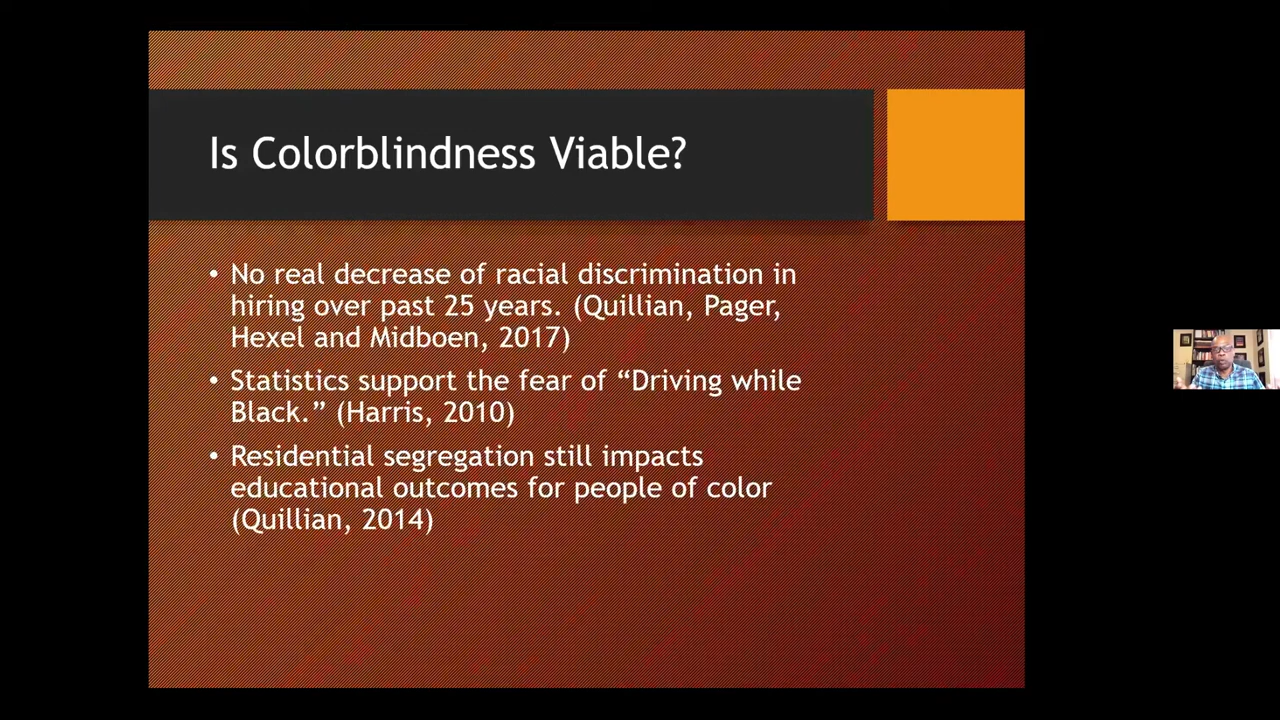 Is Colorblindness Viable?
• No real decrease of racial discrimination in
hiring over past 25 years. (Quillian, Pager,
Hexel and Midboen, 2017)
• Statistics support the fear of “Driving while
Black.” (Harris, 2010)
• Residential segregation still impacts
educational outcomes for people of color
(Quillian, 2014)